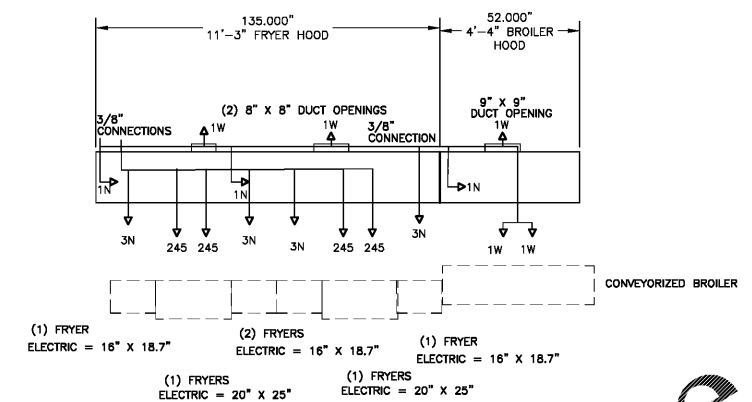 135.000"
11'-3" FRYER HOOD
52.000"
4'-4" BROILER
HOOD
(2) 8" X 8" DUCT OPENINGS
9" X 9"
DUCT OPENING
3/8"
CONNECTIONS
1W
1W
3/8"
CONNECTION
1W
1N
1N
1N
3N
245
245
3N
3N
245
245
3N
1W
1W
CONVEYORIZED BROILER
(1) FRYER
ELECTRIC = 16" X 18.7"
(2) FRYERS
ELECTRIC = 16" X 18.7"
(1) FRYER
ELECTRIC = 16" X 18.7"
(1) FRYERS
ELECTRIC = 20" X 25"
(1) FRYERS
ELECTRIC = 20" X 25"